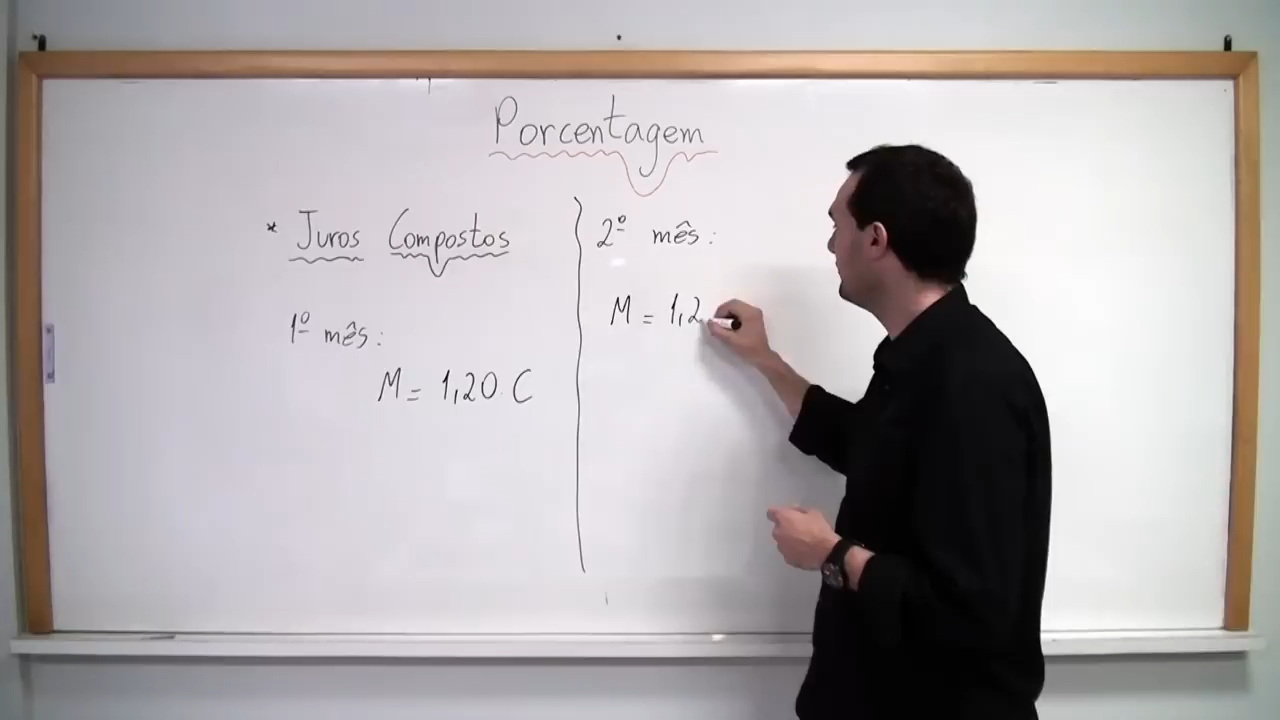 Porcentagem
* Juros Compostos
1º mês:
M = 1,20. C
2º mês:
M = 1,2